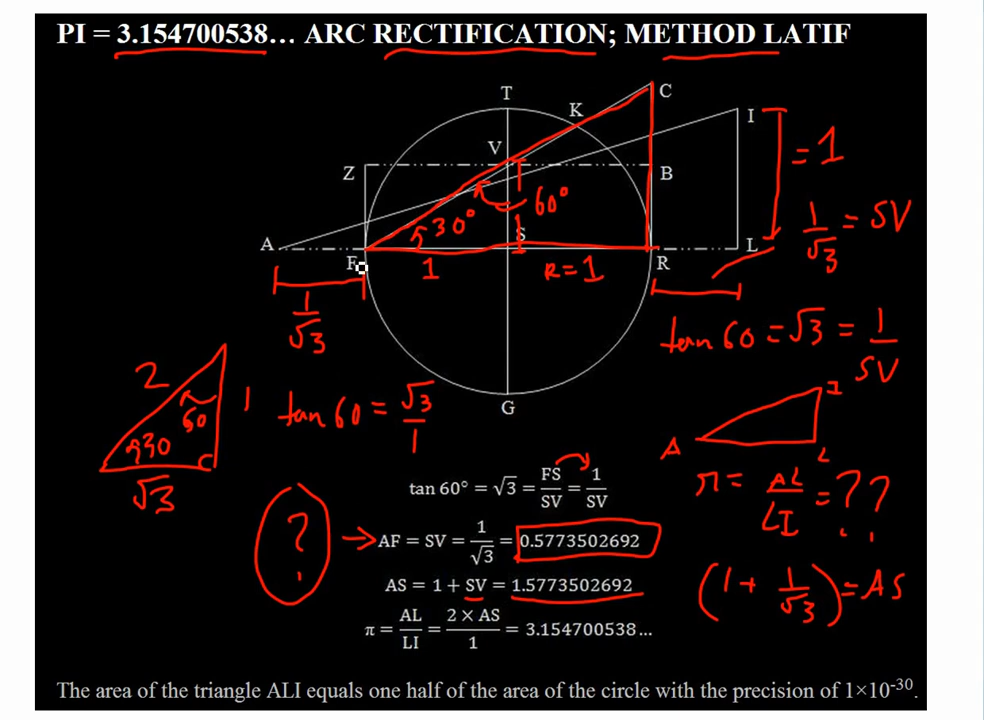 PI = 3.154700538… ARC RECTIFICATION; METHOD LATIF
T
C
K
I
V
Z
B
= 1
60°
30°
S
1/√3 = SV
A
L
F
R
1
R = 1
1/√3
tan 60 = √3 = 1/SV
2
1
60
30
√3
tan 60 = √3/1
G
I
A
L
π = AL/LI = ??
tan 60° = √3 = FS/SV = 1/SV
?
AF = SV = 1/√3 = 0.5773502692
AS = 1 + SV = 1.5773502692
(1 + 1/√3) = AS
π = AL/LI = 2 × AS/1 = 3.154700538…
The area of the triangle ALI equals one half of the area of the circle with the precision of 1×10⁻³⁰.